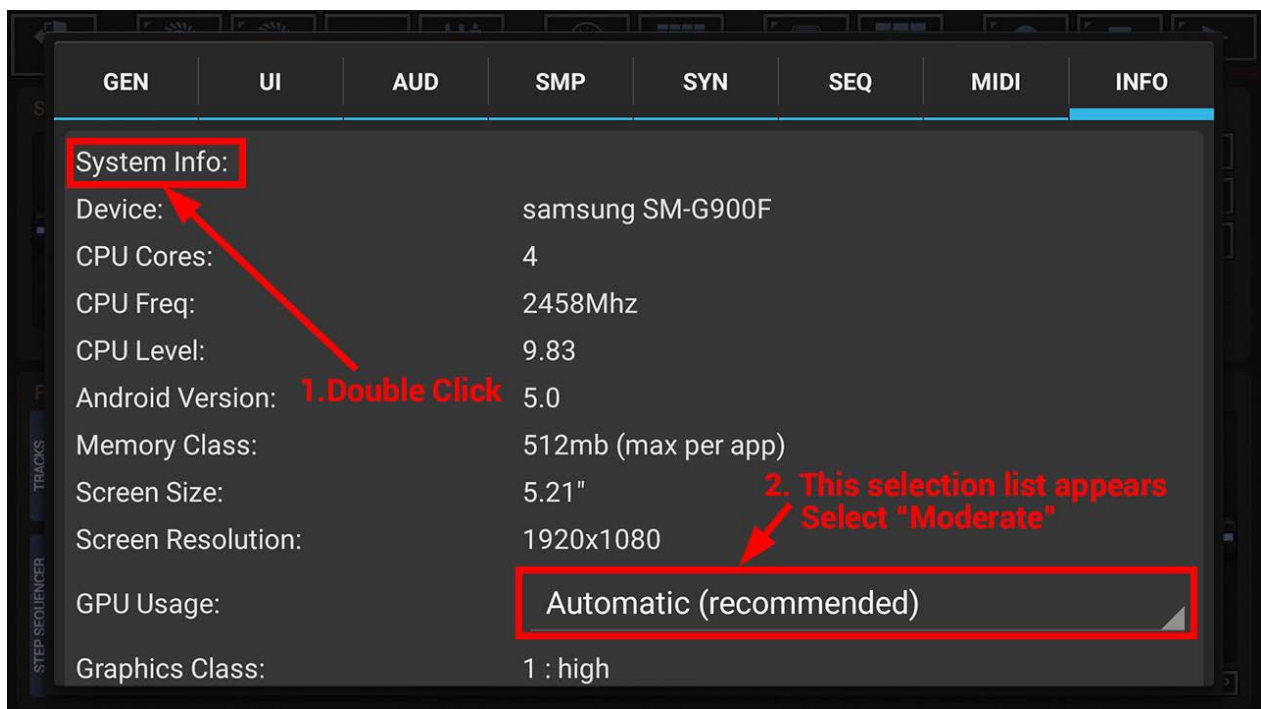 GEN UI AUD SMP SYN SEQ MIDI INFO
System Info:
Device: samsung SM-G900F
CPU Cores: 4
CPU Freq: 2458Mhz
CPU Level: 9.83
1.Double Click
Android Version: 5.0
Memory Class: 512mb (max per app)
Screen Size: 5.21"
2. This selection list appears
Select “Moderate”
Screen Resolution: 1920x1080
GPU Usage: Automatic (recommended)
Graphics Class: 1 : high
TRACKS
STEP SEQUENCER